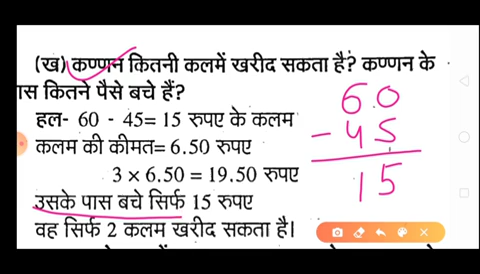 (ख) कण्णन कितनी कलमें खरीद सकता है? कण्णन के
ास कितने पैसे बचे हैं?
हल- 60 - 45= 15 रुपए के कलम
कलम की कीमत= 6.50 रुपए
3 × 6.50 = 19.50 रुपए
उसके पास बचे सिर्फ 15 रुपए
वह सिर्फ 2 कलम खरीद सकता है।
60
- 45
15